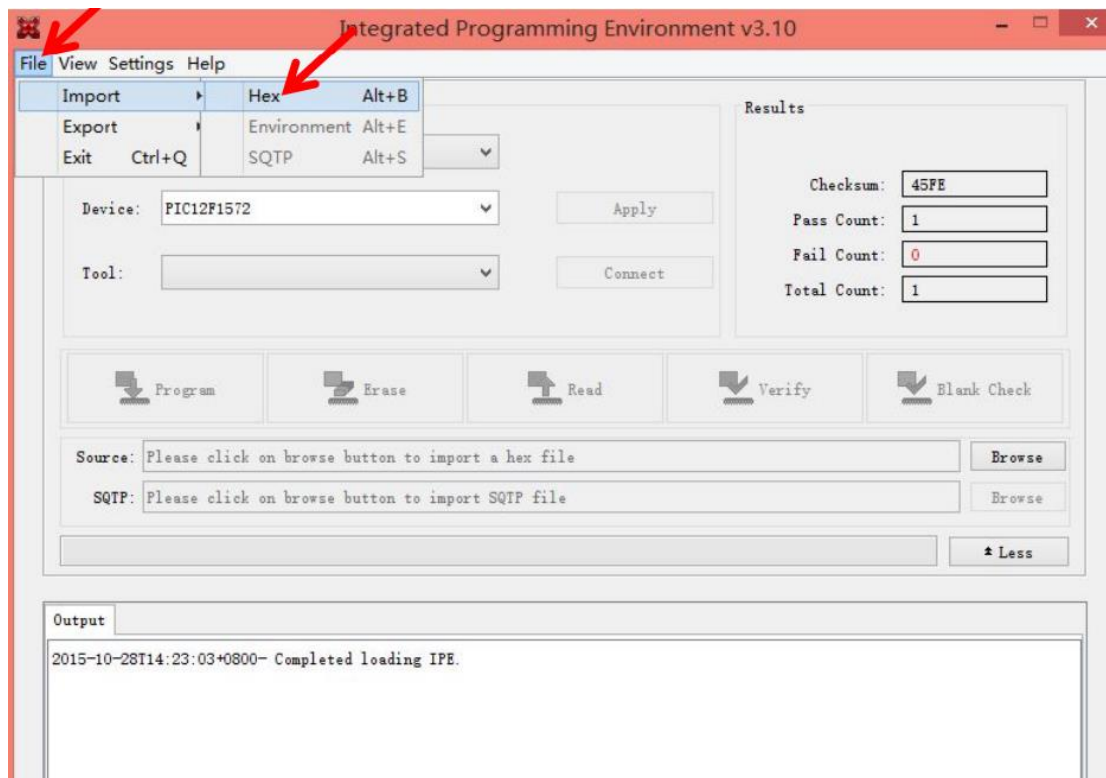 Integrated Programming Environment v3.10
File View Settings Help
Import
Hex Alt+B
Export
Environment Alt+E
Exit Ctrl+Q
SQTP Alt+S
Device: PIC12F1572
Apply
Tool:
Connect
Results
Checksum: 45FE
Pass Count: 1
Fail Count: 0
Total Count: 1
Program
Erase
Read
Verify
Blank Check
Source: Please click on browse button to import a hex file
Browse
SQTP: Please click on browse button to import SQTP file
Browse
Less
Output
2015-10-28T14:23:03+0800- Completed loading IPE.